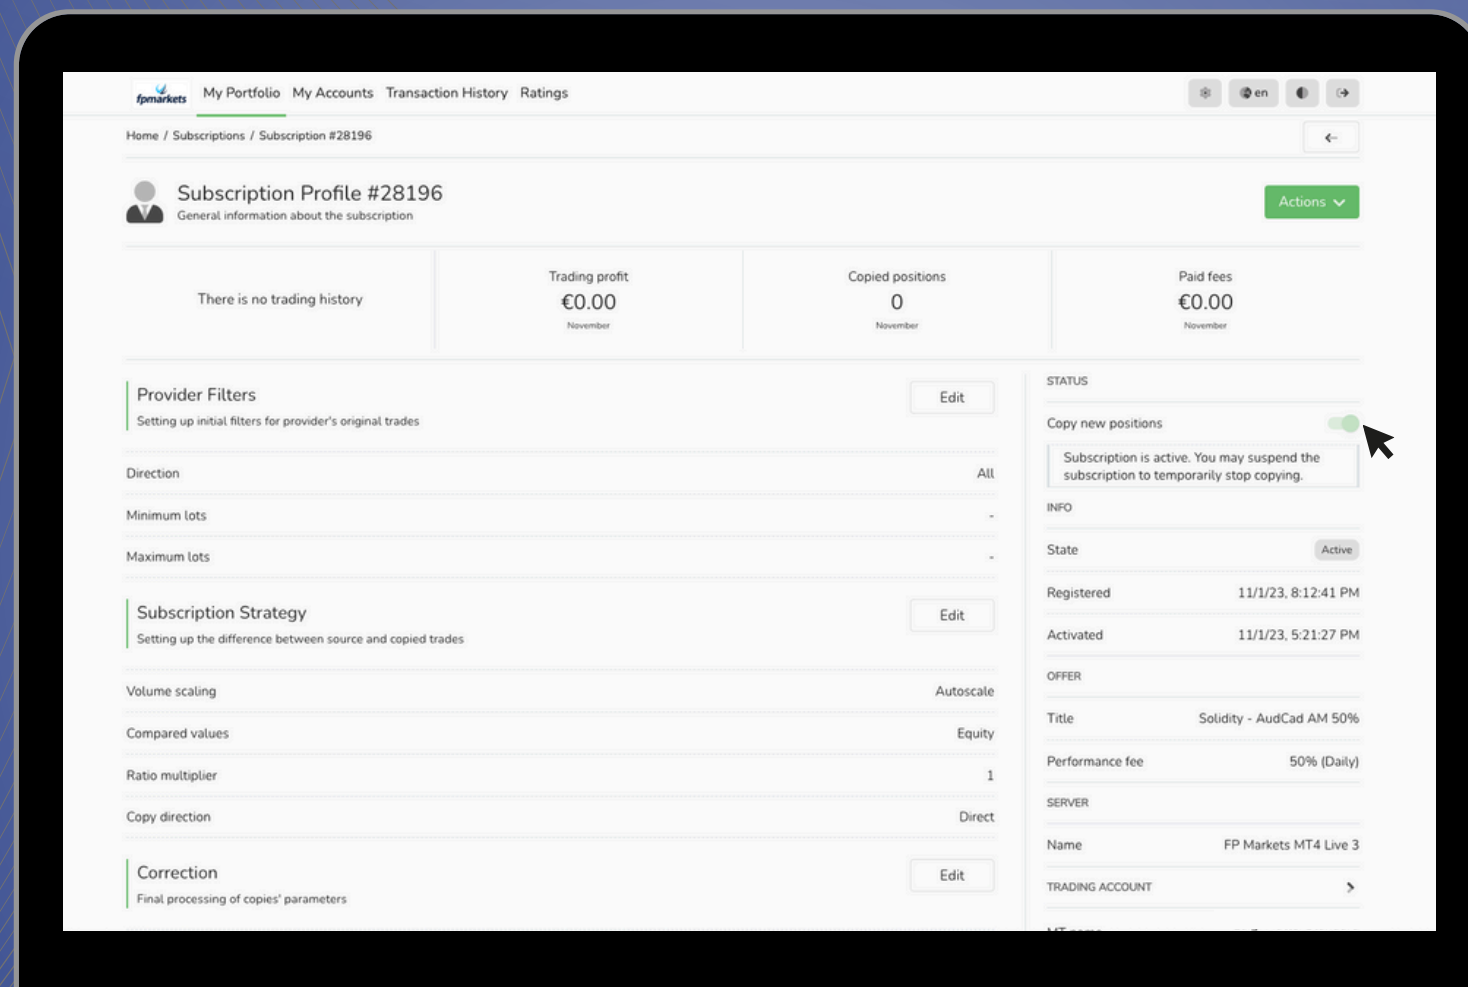 fpmarkets My Portfolio My Accounts Transaction History Ratings en
Home / Subscriptions / Subscription #28196
Subscription Profile #28196
General information about the subscription
Actions
There is no trading history
Trading profit
€0.00
November
Copied positions
0
November
Paid fees
€0.00
November
Provider Filters
Setting up initial filters for provider's original trades
Edit
Direction All
Minimum lots -
Maximum lots -
Subscription Strategy
Setting up the difference between source and copied trades
Edit
Volume scaling Autoscale
Compared values Equity
Ratio multiplier 1
Copy direction Direct
Correction
Final processing of copies' parameters
Edit
STATUS
Copy new positions
Subscription is active. You may suspend the
subscription to temporarily stop copying.
INFO
State Active
Registered 11/1/23, 8:12:41 PM
Activated 11/1/23, 5:21:27 PM
OFFER
Title Solidity - AudCad AM 50%
Performance fee 50% (Daily)
SERVER
Name FP Markets MT4 Live 3
TRADING ACCOUNT